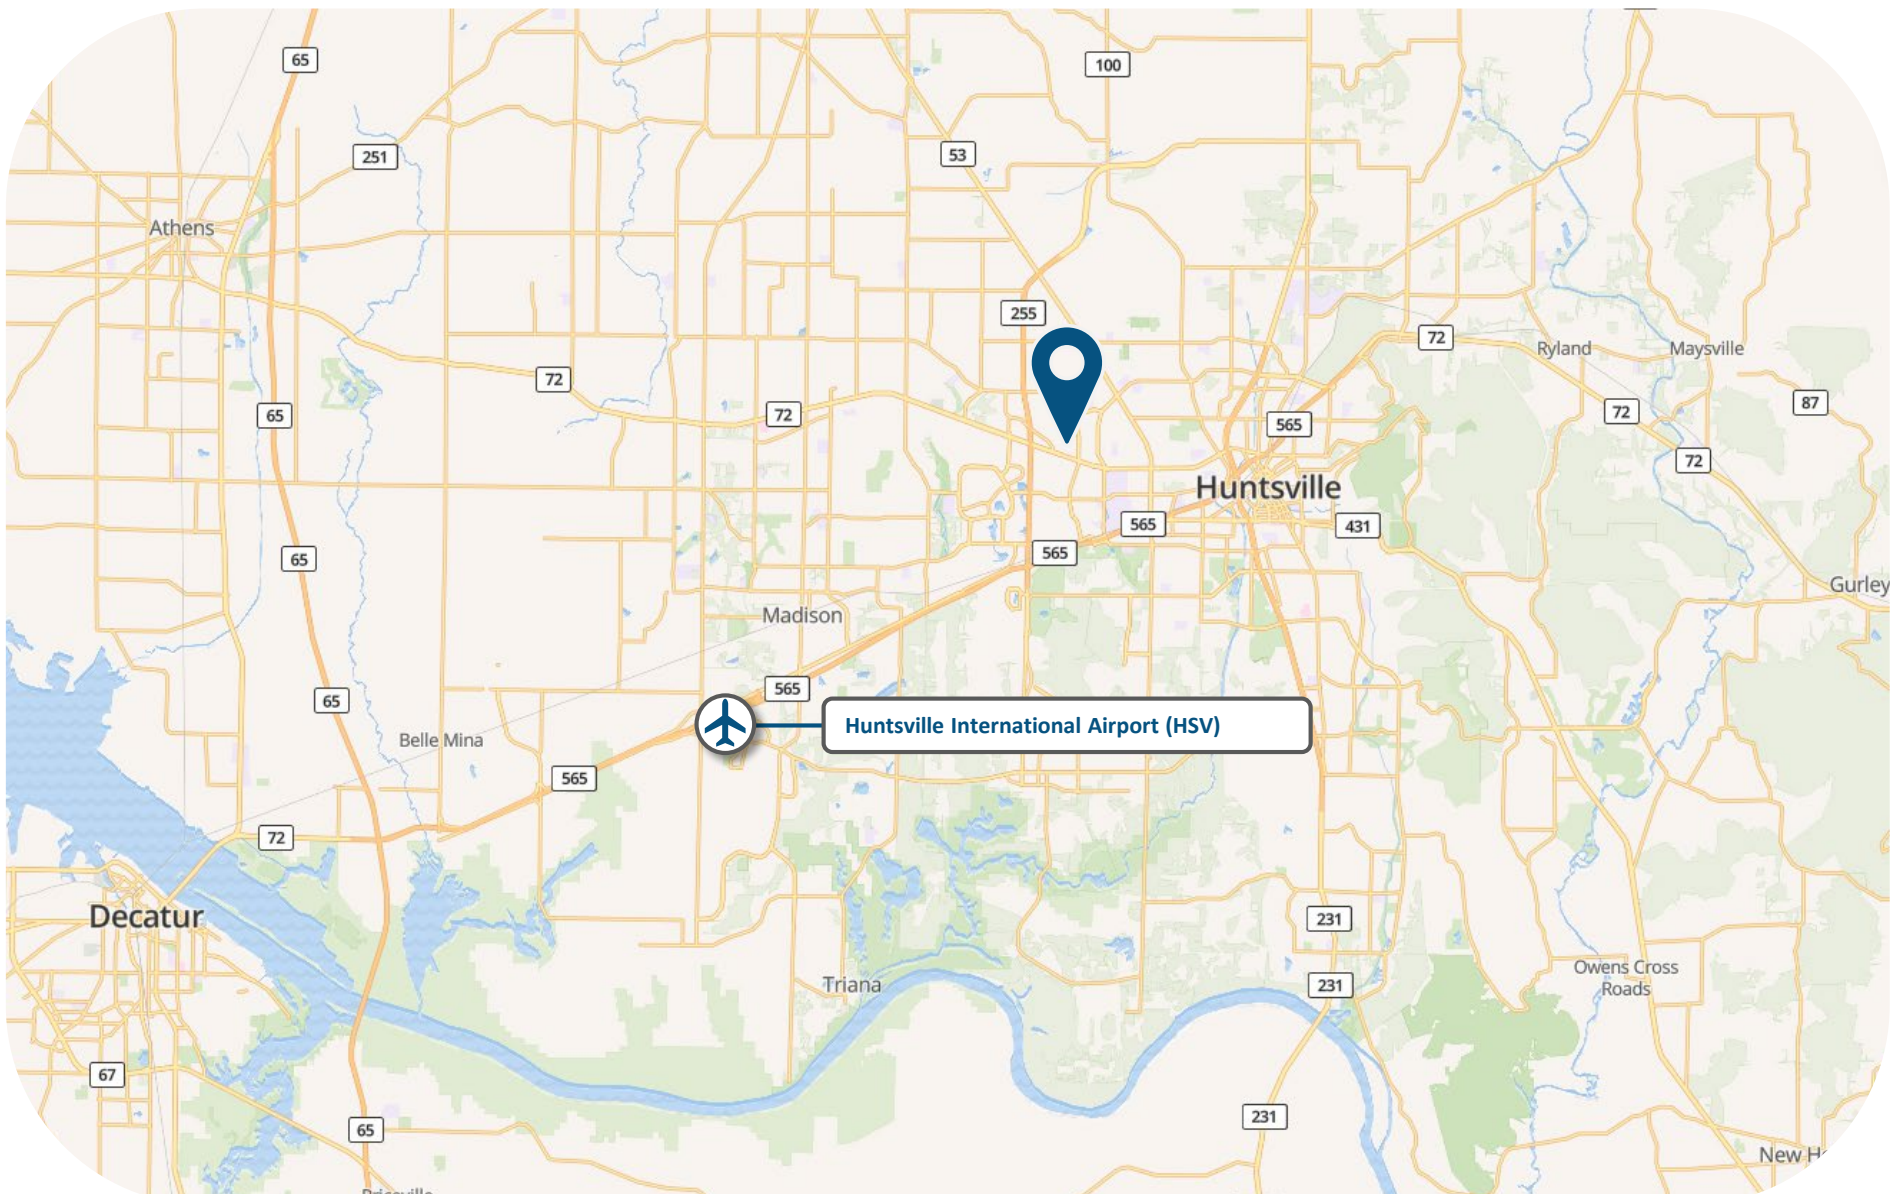 65
100
251
53
Athens
255
72
Ryland
Maysville
72
72
65
87
72
565
72
Huntsville
565
431
65
565
Gurley
Madison
565
65
Huntsville International Airport (HSV)
Belle Mina
565
72
Decatur
231
Owens Cross
Roads
Triana
231
67
231
65
New H